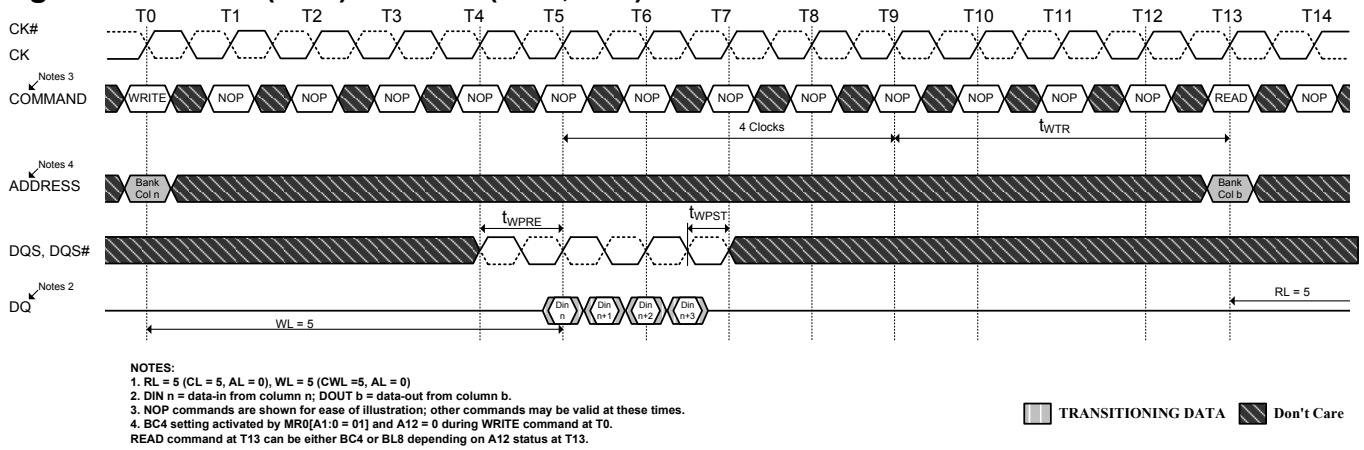 T0 T1 T2 T3 T4 T5 T6 T7 T8 T9 T10 T11 T12 T13 T14
CK#
CK
Notes 3
COMMAND WRITE NOP NOP NOP NOP NOP NOP NOP NOP NOP NOP NOP NOP READ NOP
4 Clocks tWTR
Notes 4
ADDRESS
Bank
Col n
Bank
Col b
tWPRE tWPST
DQS, DQS#
Notes 2
DQ
Din
n
Din
n+1
Din
n+2
Din
n+3
RL = 5
WL = 5
NOTES:
1. RL = 5 (CL = 5, AL = 0), WL = 5 (CWL =5, AL = 0)
2. DIN n = data-in from column n; DOUT b = data-out from column b.
3. NOP commands are shown for ease of illustration; other commands may be valid at these times.
4. BC4 setting activated by MR0[A1:0 = 01] and A12 = 0 during WRITE command at T0.
READ command at T13 can be either BC4 or BL8 depending on A12 status at T13.
TRANSITIONING DATA Don't Care